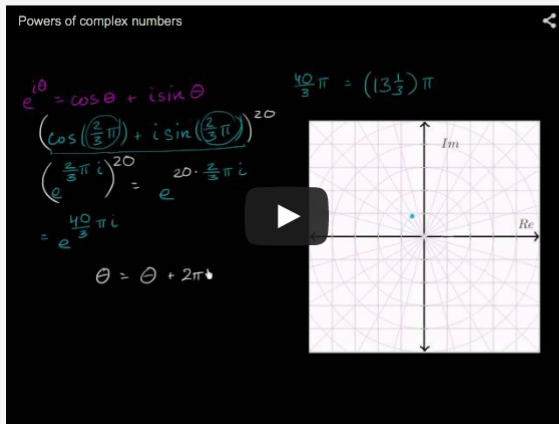 Powers of complex numbers
e^{iθ} = cos θ + i sin θ
(cos(2/3 π) + i sin(2/3 π))^{20}
(e^{2/3 π i})^{20} = e^{20 · 2/3 π i}
= e^{40/3 π i}
θ = θ + 2π
40/3 π = (13 1/3) π
Im
Re